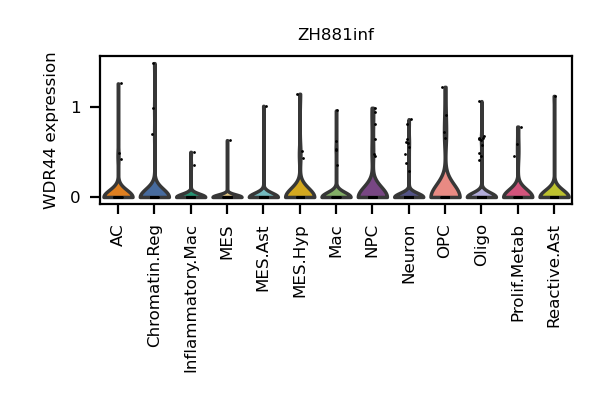 ZH881inf
WDR44 expression
1
0
AC
Chromatin.Reg
Inflammatory.Mac
MES
MES.Ast
MES.Hyp
Mac
NPC
Neuron
OPC
Oligo
Prolif.Metab
Reactive.Ast